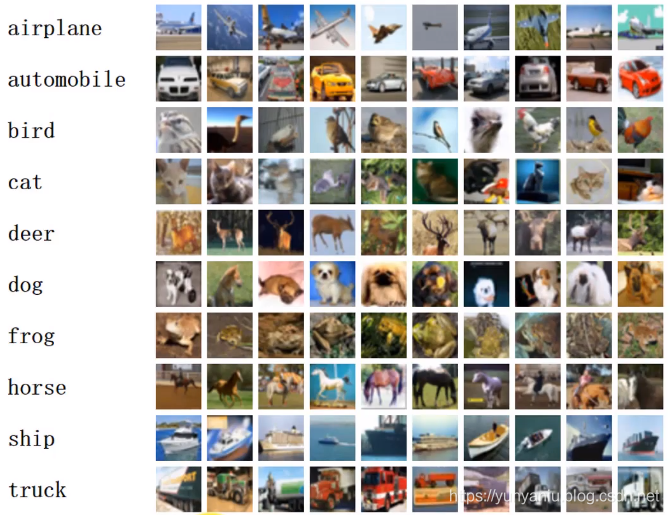 airplane
automobile
bird
cat
deer
dog
frog
horse
ship
truck
https://yunyaniu.blog.csdn.net